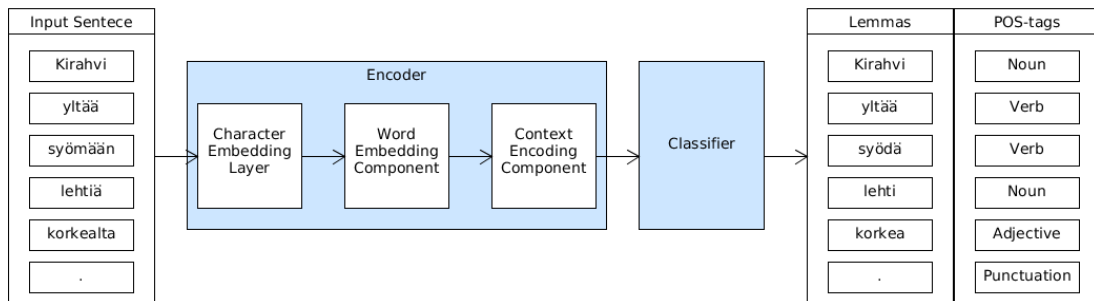 Input Sentece
Kirahvi
yltää
syömään
lehtiä
korkealta
.
Encoder
Character
Embedding
Layer
Word
Embedding
Component
Context
Encoding
Component
Classifier
Lemmas
Kirahvi
yltää
syödä
lehti
korkea
.
POS-tags
Noun
Verb
Verb
Noun
Adjective
Punctuation